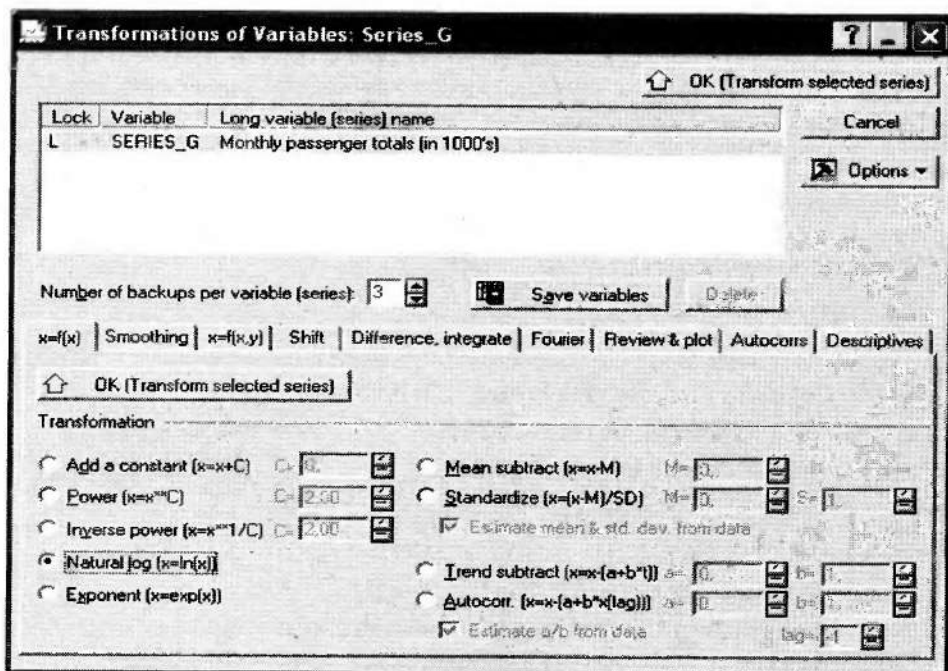 Transformations of Variables: Series_G
OK (Transform selected series)
Lock Variable Long variable (series) name
Cancel
L SERIES_G Monthly passenger totals (in 1000's)
Options
Number of backups per variable (series): 3 Save variables Delete
x=f(x) Smoothing x=f(x,y) Shift Difference, integrate Fourier Review & plot Autocorrs Descriptives
OK (Transform selected series)
Transformation
Add a constant (x=x+C) C= 0, Mean subtract (x=x-M) M= 0,
Power (x=x**C) C= 2,00 Standardize (x=(x-M)/SD) M= 0, S= 1,
Inverse power (x=x**1/C) C= 2,00 Estimate mean & std. dev. from data
Natural log (x=ln(x)) Trend subtract (x=x-(a+b*t)) a= 0, b= 1,
Exponent (x=exp(x)) Autocorr. (x=x-(a+b*x(lag))) a= 0, b= 1,
Estimate a/b from data lag=